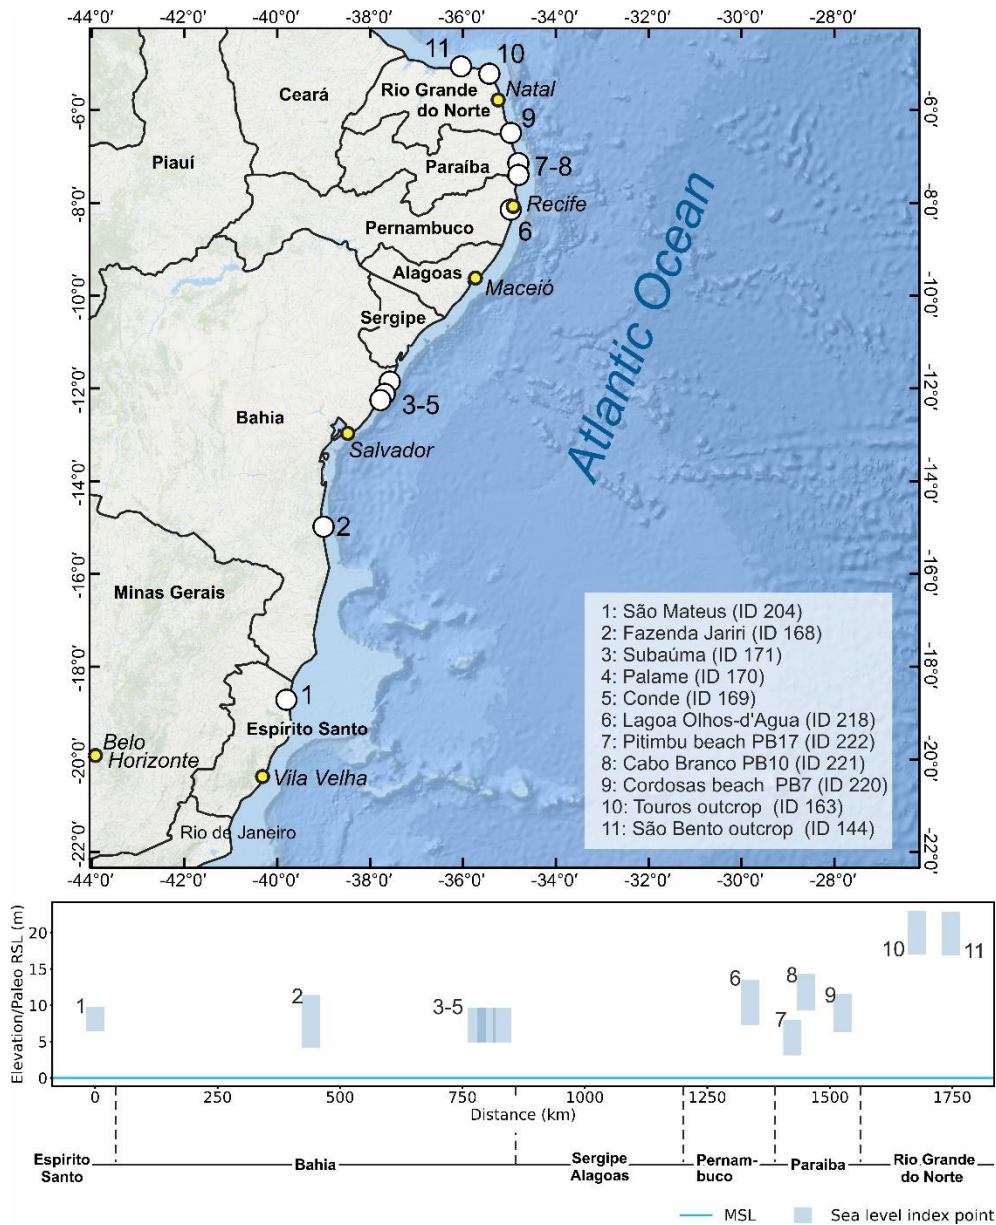 -44°0' -42°0' -40°0' -38°0' -36°0' -34°0' -32°0' -30°0' -28°0'
11 10
Rio Grande
do Norte
Natal
Ceará
-6°0' -6°0'
9
Piauí
Paraíba
7-8
-8°0' -8°0'
Recife
6
Pernambuco
Alagoas
Maceió
-10°0' -10°0'
Sergipe
Atlantic Ocean
-12°0' -12°0'
3-5
Bahia
Salvador
-14°0' -14°0'
2
-16°0' -16°0'
Minas Gerais
-18°0' -18°0'
1
Espírito Santo
Belo
Horizonte
-20°0' -20°0'
Vila Velha
Rio de Janeiro
-22°0' -22°0'
1: São Mateus (ID 204)
2: Fazenda Jariri (ID 168)
3: Subaúma (ID 171)
4: Palame (ID 170)
5: Conde (ID 169)
6: Lagoa Olhos-d'Agua (ID 218)
7: Pitimbu beach PB17 (ID 222)
8: Cabo Branco PB10 (ID 221)
9: Cordosas beach PB7 (ID 220)
10: Touros outcrop (ID 163)
11: São Bento outcrop (ID 144)
-44°0' -42°0' -40°0' -38°0' -36°0' -34°0' -32°0' -30°0' -28°0'
Elevation/Paleo RSL (m)
20
15
10
5
0
1
2
3-5
6
7
8
9
10
11
0 250 500 750 1000 1250 1500 1750
Distance (km)
Espirito
Santo
Bahia
Sergipe
Alagoas
Pernam-
buco
Paraiba
Rio Grande
do Norte
MSL
Sea level index point